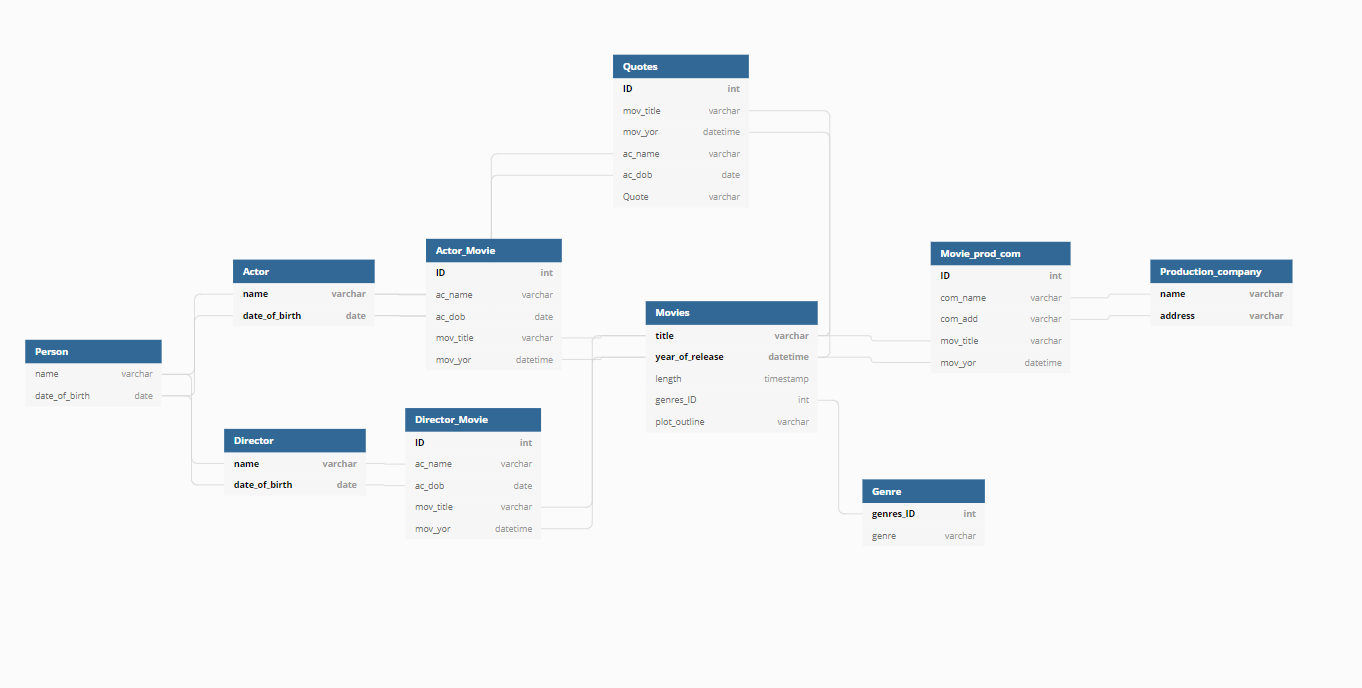 Quotes
ID int
mov_title varchar
mov_yor datetime
ac_name varchar
ac_dob date
Quote varchar
Actor_Movie
ID int
ac_name varchar
ac_dob date
mov_title varchar
mov_yor datetime
Movie_prod_com
ID int
com_name varchar
com_add varchar
mov_title varchar
mov_yor datetime
Actor
name varchar
date_of_birth date
Production_company
name varchar
address varchar
Movies
title varchar
year_of_release datetime
length timestamp
genres_ID int
plot_outline varchar
Person
name varchar
date_of_birth date
Director_Movie
ID int
ac_name varchar
ac_dob date
mov_title varchar
mov_yor datetime
Director
name varchar
date_of_birth date
Genre
genres_ID int
genre varchar